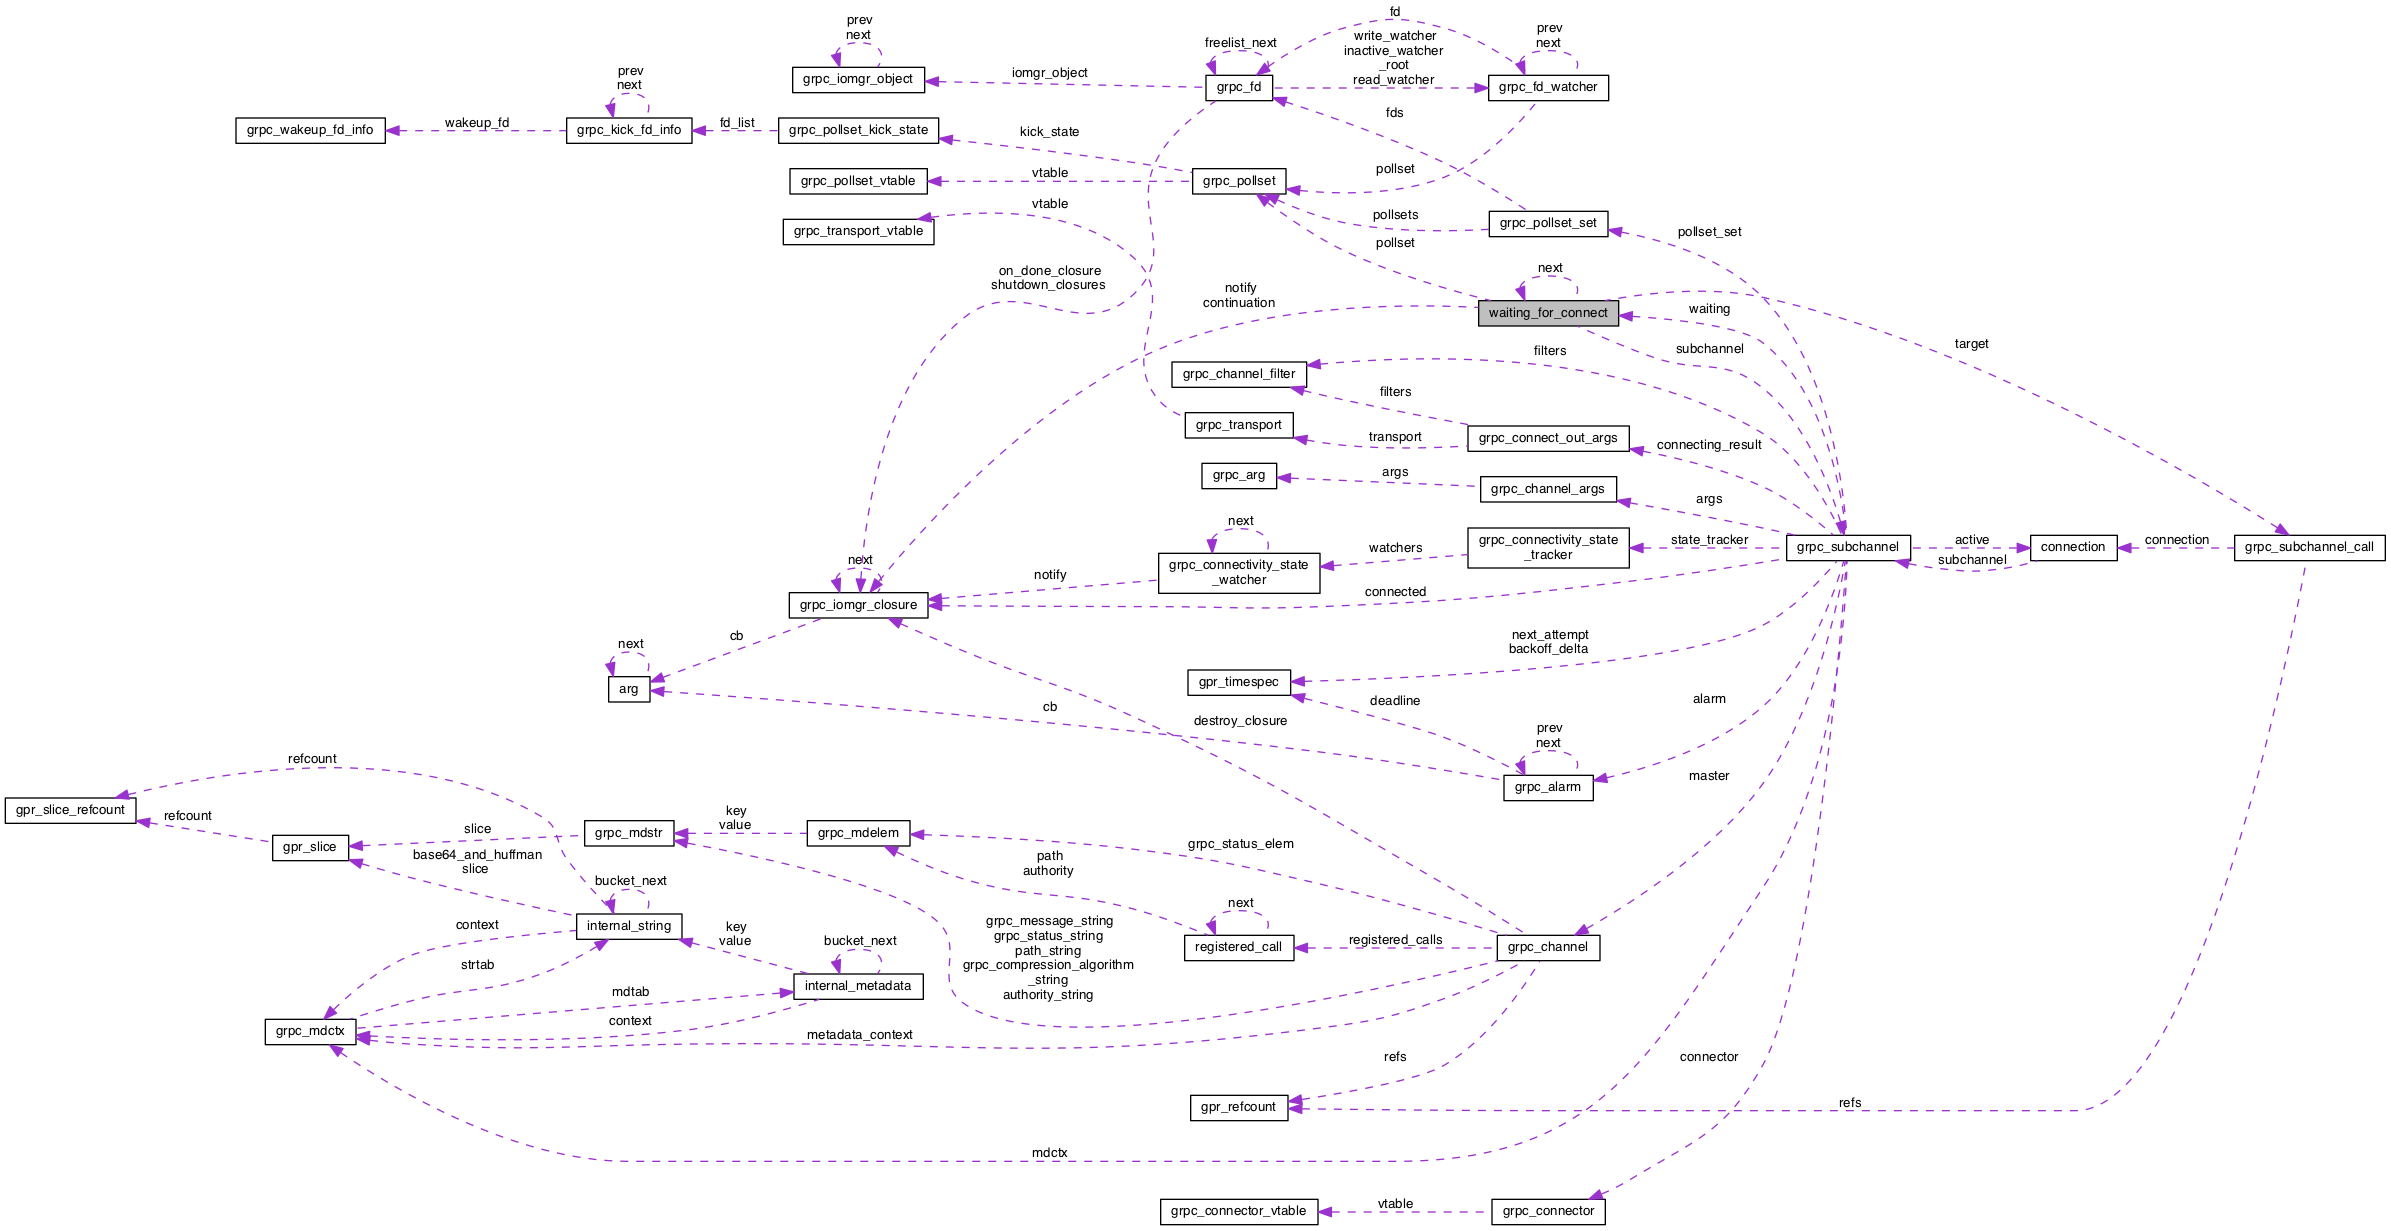 fd
prev
next
freelist_next
write_watcher
inactive_watcher
_root
read_watcher
prev
next
grpc_iomgr_object
iomgr_object
grpc_fd
grpc_fd_watcher
prev
next
grpc_wakeup_fd_info
wakeup_fd
grpc_kick_fd_info
fd_list
grpc_pollset_kick_state
kick_state
fds
grpc_pollset_vtable
vtable
grpc_pollset
pollset
grpc_transport_vtable
vtable
pollsets
grpc_pollset_set
pollset_set
pollset
on_done_closure
shutdown_closures
notify
continuation
next
waiting_for_connect
waiting
subchannel
target
grpc_channel_filter
filters
filters
grpc_transport
transport
grpc_connect_out_args
connecting_result
grpc_arg
args
grpc_channel_args
args
next
grpc_connectivity_state
_watcher
watchers
grpc_connectivity_state
_tracker
state_tracker
grpc_subchannel
active
subchannel
connection
connection
grpc_subchannel_call
next
grpc_iomgr_closure
notify
connected
cb
next
arg
next_attempt
backoff_delta
gpr_timespec
deadline
alarm
cb
destroy_closure
prev
next
grpc_alarm
master
refcount
gpr_slice_refcount
refcount
gpr_slice
slice
grpc_mdstr
key
value
grpc_mdelem
grpc_status_elem
base64_and_huffman
slice
path
authority
bucket_next
internal_string
context
strtab
key
value
bucket_next
internal_metadata
grpc_message_string
grpc_status_string
path_string
grpc_compression_algorithm
_string
authority_string
next
registered_call
registered_calls
grpc_channel
mdtab
grpc_mdctx
context
metadata_context
refs
connector
gpr_refcount
refs
mdctx
grpc_connector_vtable
vtable
grpc_connector